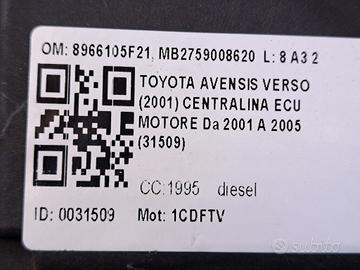 OM: 8966105F21, MB2759008620 L: 8 A3 2
TOYOTA AVENSIS VERSO
(2001) CENTRALINA ECU
MOTORE Da 2001 A 2005
(31509)
CC:1995 diesel
ID: 0031509 Mot: 1CDFTV
subito